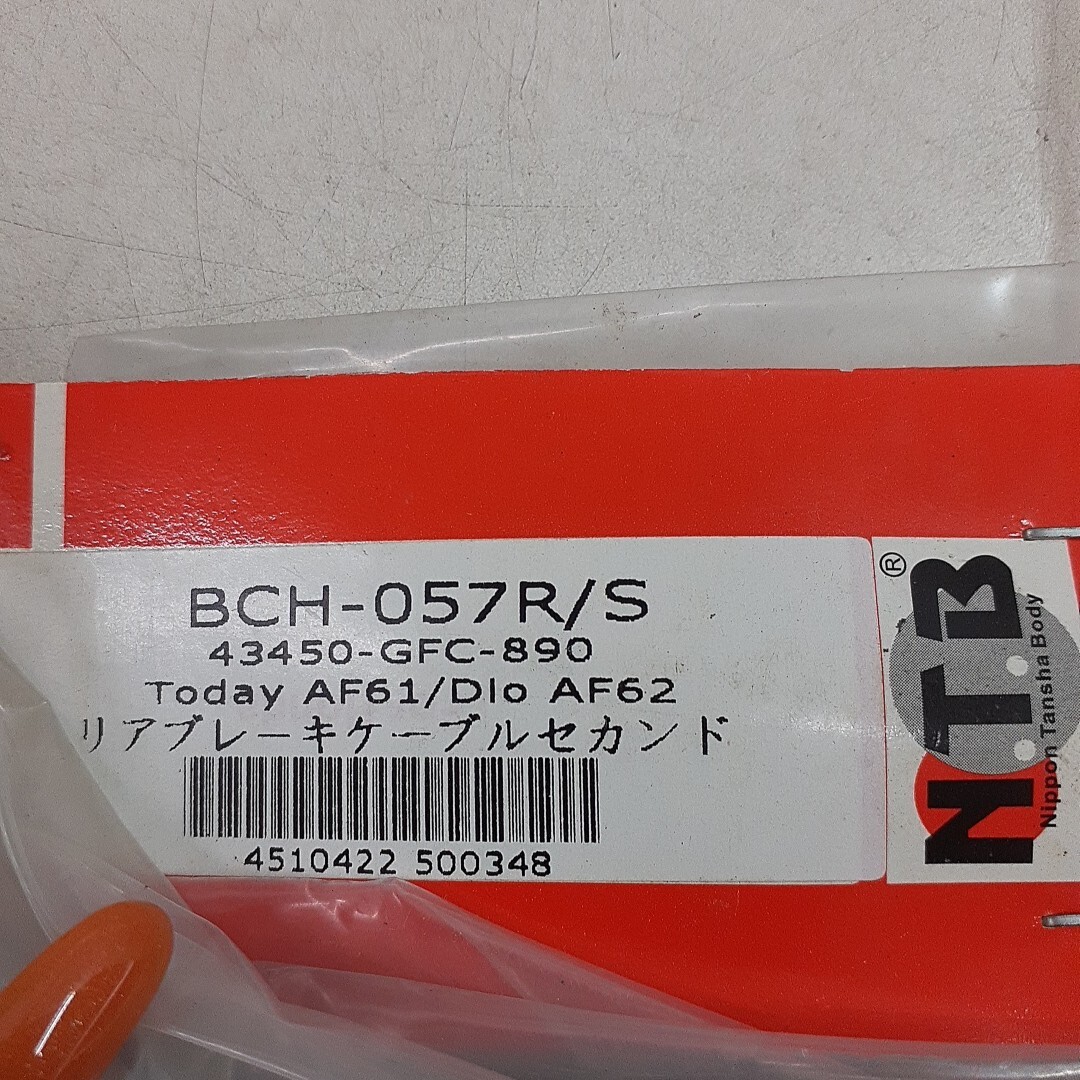 BCH-057R/S
43450-GFC-890
Today AF61/Dio AF62
リアブレーキケーブルセカンド
4510422 500348
N.T.B®
Nippon Tansha Body